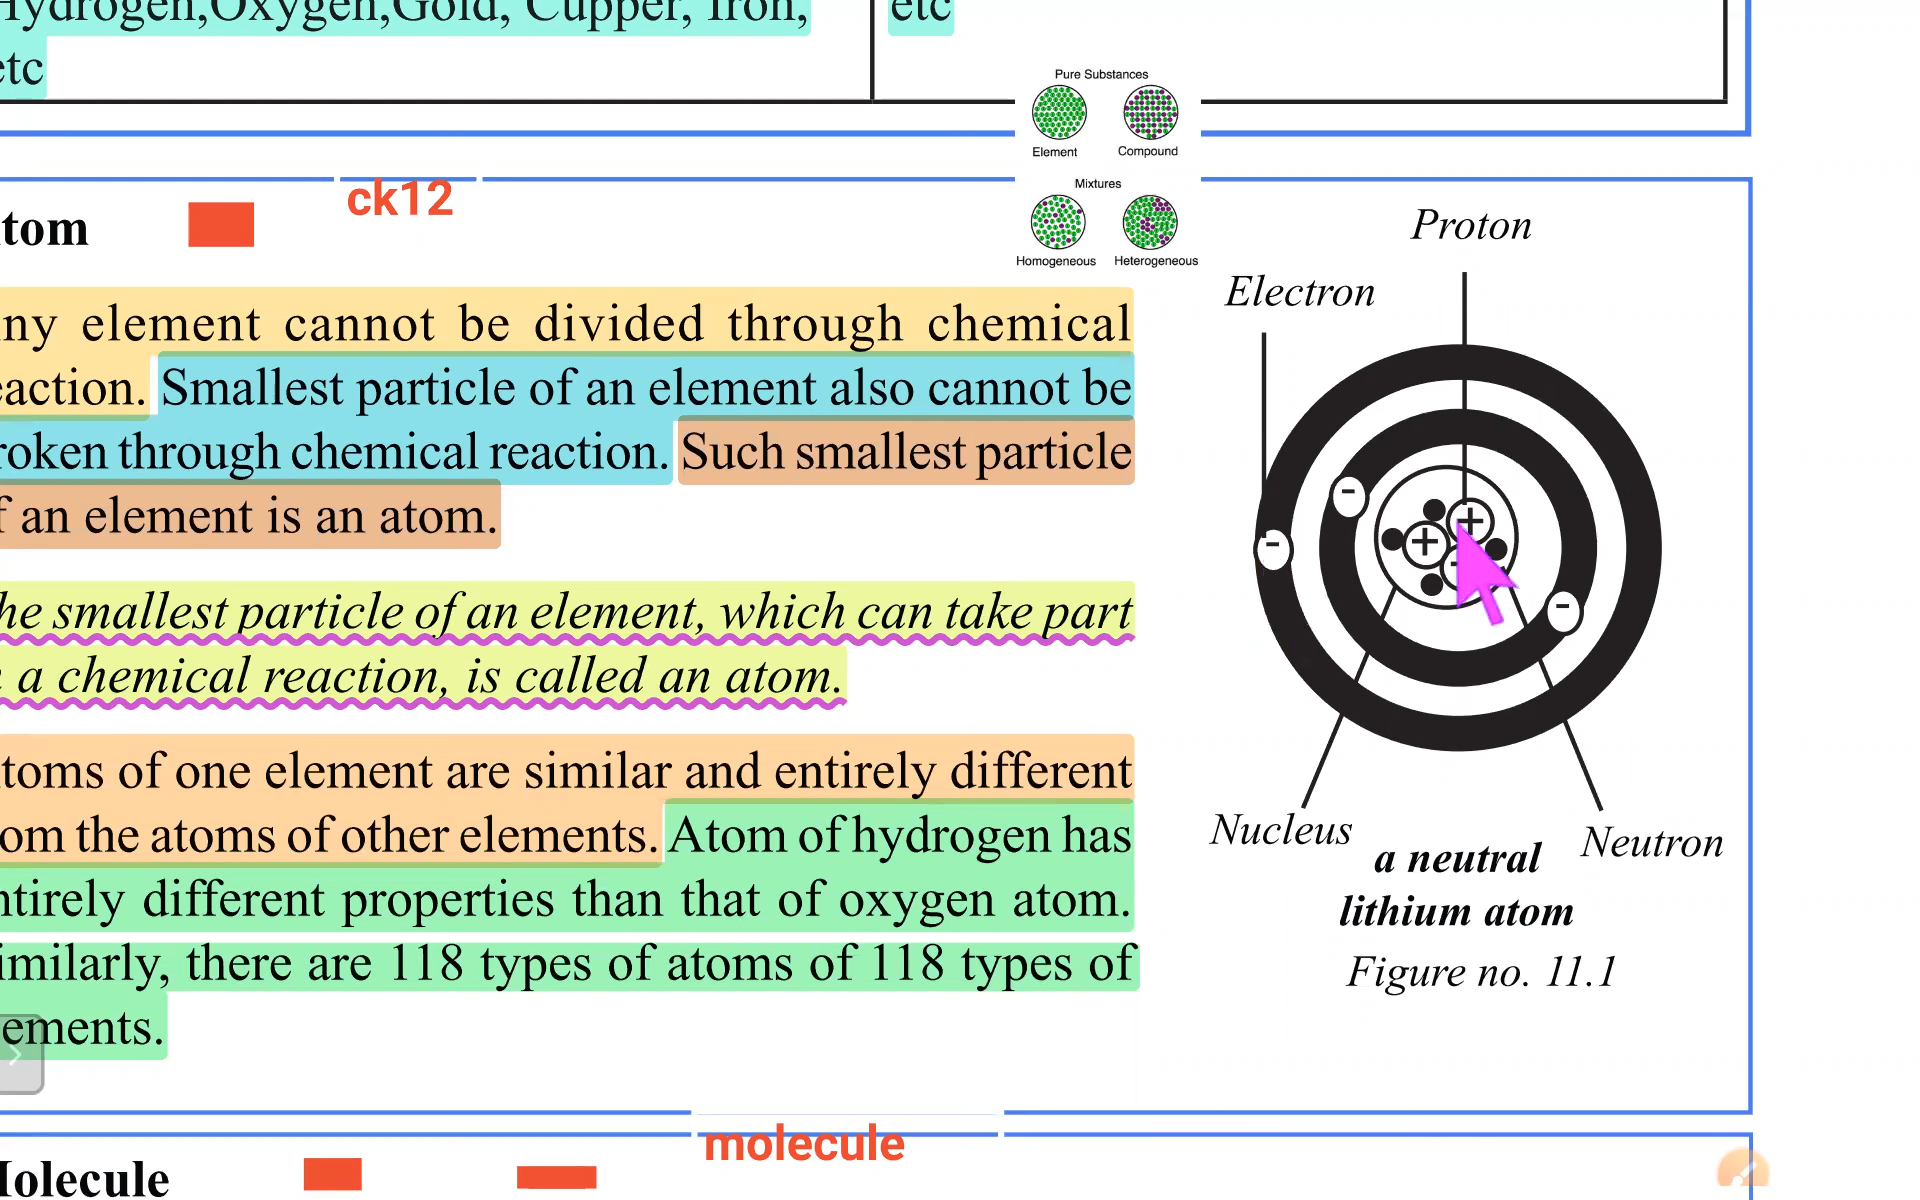 Hydrogen,Oxygen,Gold, Cupper, Iron,
etc
etc
Pure Substances
Element Compound
Mixtures
Homogeneous Heterogeneous
ck12
tom
ny element cannot be divided through chemical
eaction. Smallest particle of an element also cannot be
roken through chemical reaction. Such smallest particle
f an element is an atom.
he smallest particle of an element, which can take part
a chemical reaction, is called an atom.
toms of one element are similar and entirely different
om the atoms of other elements. Atom of hydrogen has
ntirely different properties than that of oxygen atom.
imilarly, there are 118 types of atoms of 118 types of
ements.
Proton
Electron
-
-
-
+
+
Nucleus
Neutron
a neutral
lithium atom
Figure no. 11.1
molecule
Molecule